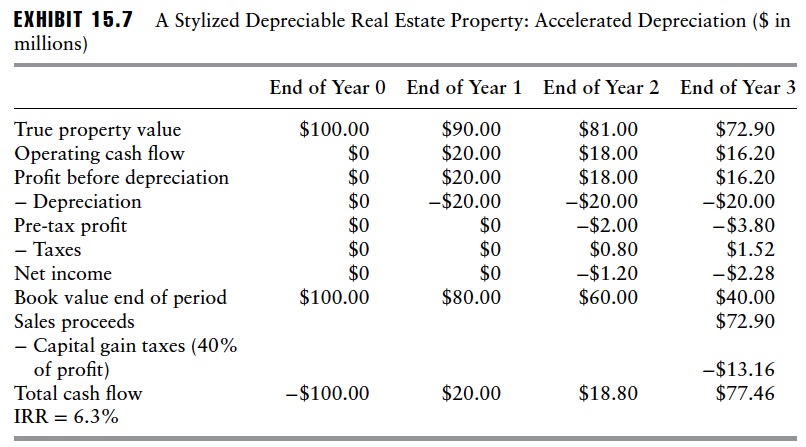 EXHIBIT 15.7 A Stylized Depreciable Real Estate Property: Accelerated Depreciation ($ in
millions)
End of Year 0 End of Year 1 End of Year 2 End of Year 3
True property value $100.00 $90.00 $81.00 $72.90
Operating cash flow $0 $20.00 $18.00 $16.20
Profit before depreciation $0 $20.00 $18.00 $16.20
– Depreciation $0 –$20.00 –$20.00 –$20.00
Pre-tax profit $0 $0 –$2.00 –$3.80
– Taxes $0 $0 $0.80 $1.52
Net income $0 $0 –$1.20 –$2.28
Book value end of period $100.00 $80.00 $60.00 $40.00
Sales proceeds $72.90
– Capital gain taxes (40%
of profit) –$13.16
Total cash flow –$100.00 $20.00 $18.80 $77.46
IRR = 6.3%